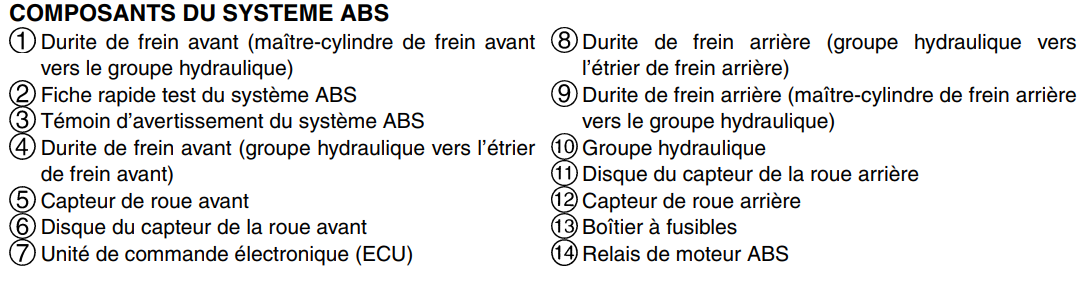 COMPOSANTS DU SYSTEME ABS
① Durite de frein avant (maître-cylindre de frein avant
vers le groupe hydraulique)
② Fiche rapide test du système ABS
③ Témoin d'avertissement du système ABS
④ Durite de frein avant (groupe hydraulique vers l'étrier
de frein avant)
⑤ Capteur de roue avant
⑥ Disque du capteur de la roue avant
⑦ Unité de commande électronique (ECU)
⑧ Durite de frein arrière (groupe hydraulique vers
l'étrier de frein arrière)
⑨ Durite de frein arrière (maître-cylindre de frein arrière
vers le groupe hydraulique)
⑩ Groupe hydraulique
⑪ Disque du capteur de la roue arrière
⑫ Capteur de roue arrière
⑬ Boîtier à fusibles
⑭ Relais de moteur ABS